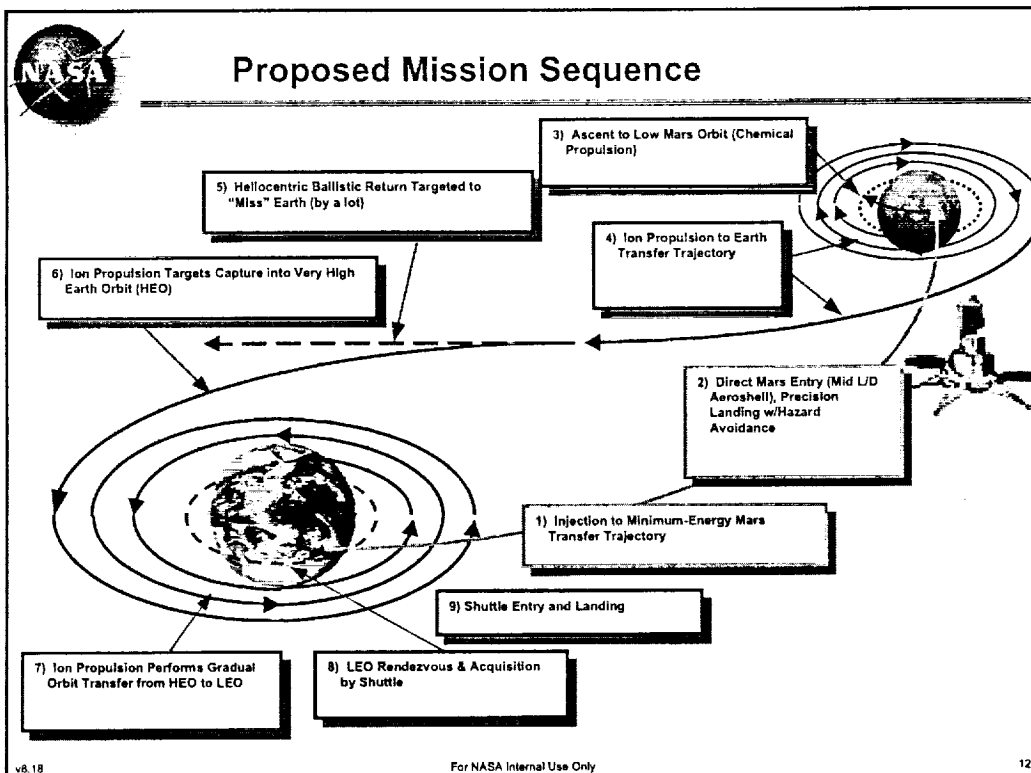 NASA
Proposed Mission Sequence
3) Ascent to Low Mars Orbit (Chemical
Propulsion)
5) Heliocentric Ballistic Return Targeted to
"Miss" Earth (by a lot)
4) Ion Propulsion to Earth
Transfer Trajectory
6) Ion Propulsion Targets Capture into Very High
Earth Orbit (HEO)
2) Direct Mars Entry (Mid L/D
Aeroshell), Precision
Landing w/Hazard
Avoidance
1) Injection to Minimum-Energy Mars
Transfer Trajectory
9) Shuttle Entry and Landing
7) Ion Propulsion Performs Gradual
Orbit Transfer from HEO to LEO
8) LEO Rendezvous & Acquisition
by Shuttle
v8.18
For NASA Internal Use Only
12